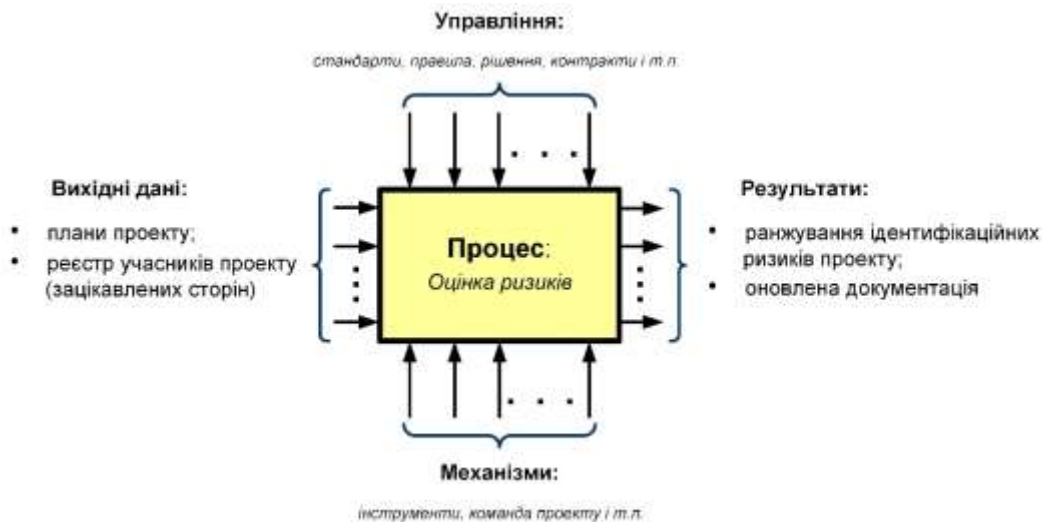 Управління:
стандарти, правила, рішення, контракти і т.п.
Вихідні дані:
• плани проекту;
• реєстр учасників проекту
(зацікавлених сторін)
Процес:
Оцінка ризиків
Результати:
• ранжування ідентифікаційних
ризиків проекту;
• оновлена документація
Механізми:
інструменти, команда проекту і т.п.